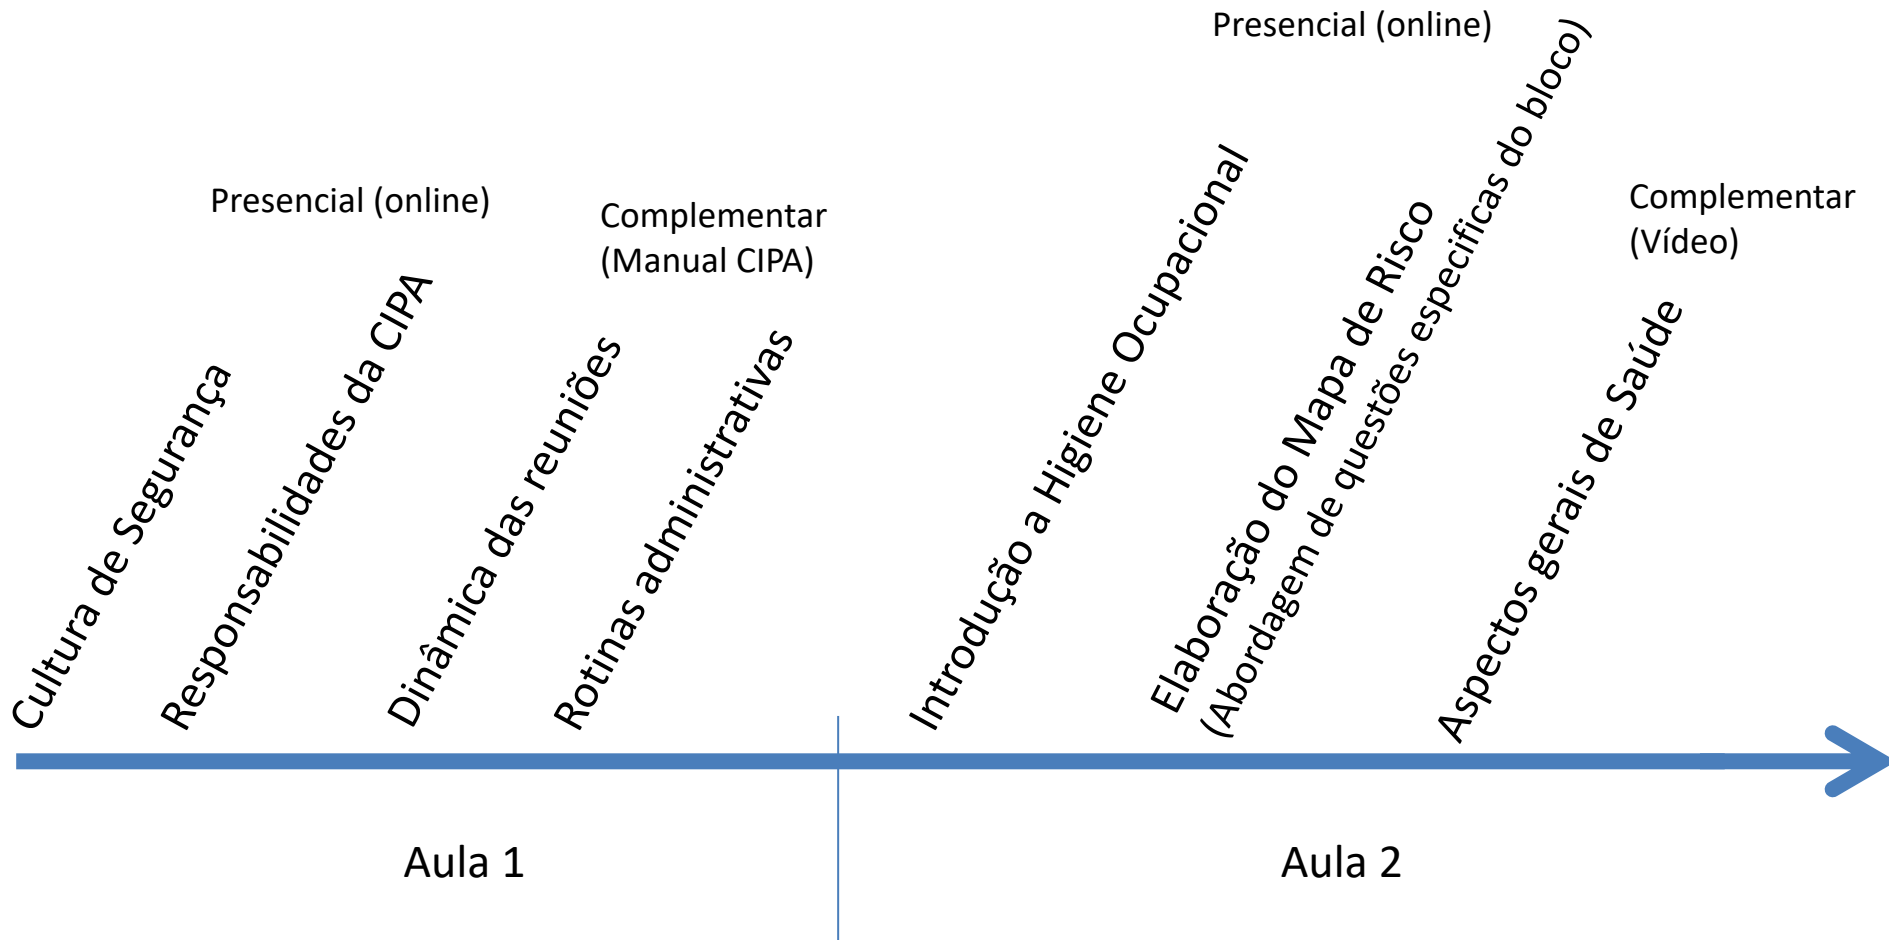 Presencial (online)
Cultura de Segurança
Responsabilidades da CIPA
Complementar
(Manual CIPA)
Dinâmica das reuniões
Rotinas administrativas
Aula 1
Presencial (online)
Introdução a Higiene Ocupacional
Elaboração do Mapa de Risco
(Abordagem de questões especificas do bloco)
Complementar
(Vídeo)
Aspectos gerais de Saúde
Aula 2